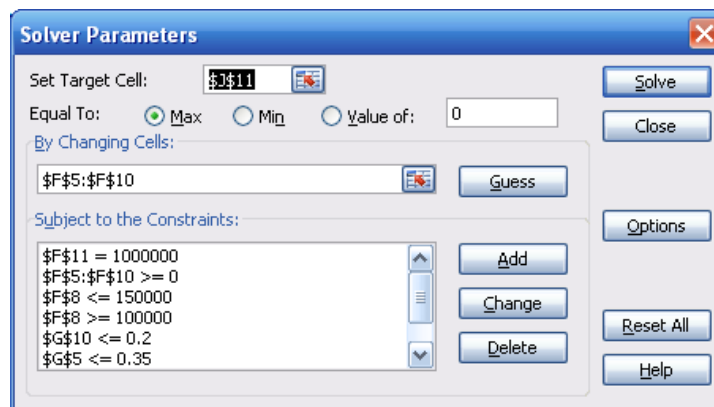 Solver Parameters
Set Target Cell: $J$11 Solve
Equal To: Max Min Value of: 0 Close
By Changing Cells:
$F$5:$F$10 Guess
Subject to the Constraints: Options
$F$11 = 1000000 Add
$F$5:$F$10 >= 0
$F$8 <= 150000 Change
$F$8 >= 100000 Reset All
$G$10 <= 0.2 Delete
$G$5 <= 0.35 Help